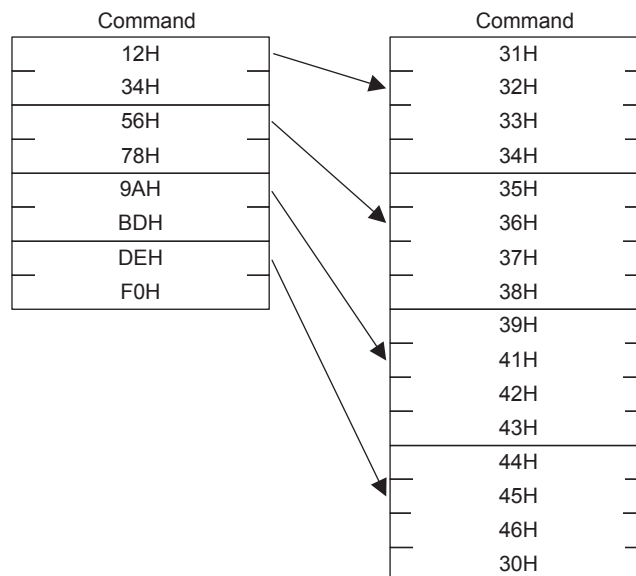 Command
12H
34H
56H
78H
9AH
BDH
DEH
F0H
Command
31H
32H
33H
34H
35H
36H
37H
38H
39H
41H
42H
43H
44H
45H
46H
30H